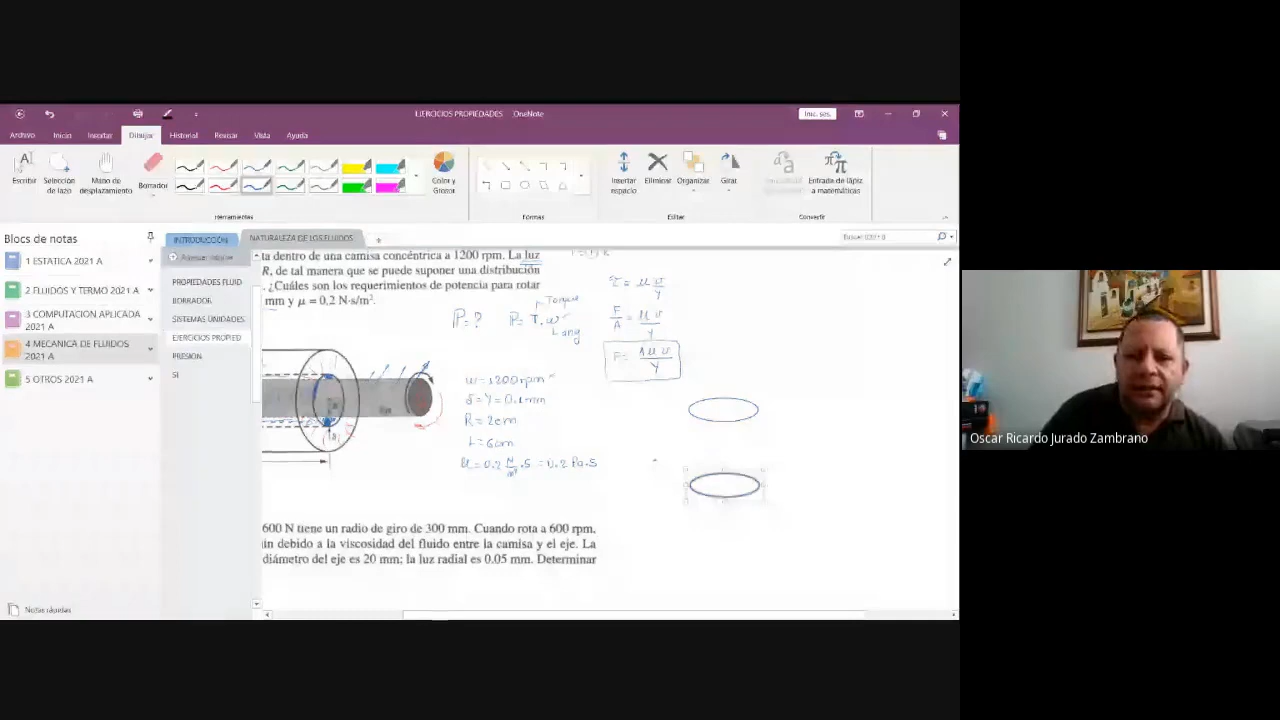 EJERCICIOS PROPIEDADES - OneNote
Inic. ses.
Archivo Inicio Insertar Dibujar Historial Revisar Vista Ayuda
Escribir
Selección de lazo
Mano de desplazamiento
Borrador
Color y Grosor
Insertar espacio
Eliminar
Organizar
Girar
Entrada de lápiz a matemáticas
Herramientas
Formas
Editar
Convertir
Blocs de notas
INTRODUCCIÓN
NATURALEZA DE LOS FLUIDOS
+
1 ESTATICA 2021 A
2 FLUIDOS Y TERMO 2021 A
3 COMPUTACION APLICADA 2021 A
4 MECANICA DE FLUIDOS 2021 A
5 OTROS 2021 A
PROPIEDADES FLUID
BORRADOR
SISTEMAS UNIDADES
EJERCICIOS PROPIED
PRESION
Notas rápidas
ta dentro de una camisa concéntrica a 1200 rpm. La luz
R, de tal manera que se puede suponer una distribución
. ¿Cuáles son los requerimientos de potencia para rotar
mm y μ = 0,2 N·s/m².
P=? P= T.w
Torque
ang
w=1200rpm
Y=0.1mm
R=2cm
L=6cm
μ=0.2 N/m².s =0.2 Pa.s
τ = μ v/y
F/A = μ v/y
F= Aμv/y
600 N tiene un radio de giro de 300 mm. Cuando rota a 600 rpm,
debido a la viscosidad del fluido entre la camisa y el eje. La
diámetro del eje es 20 mm; la luz radial es 0.05 mm. Determinar
Oscar Ricardo Jurado Zambrano